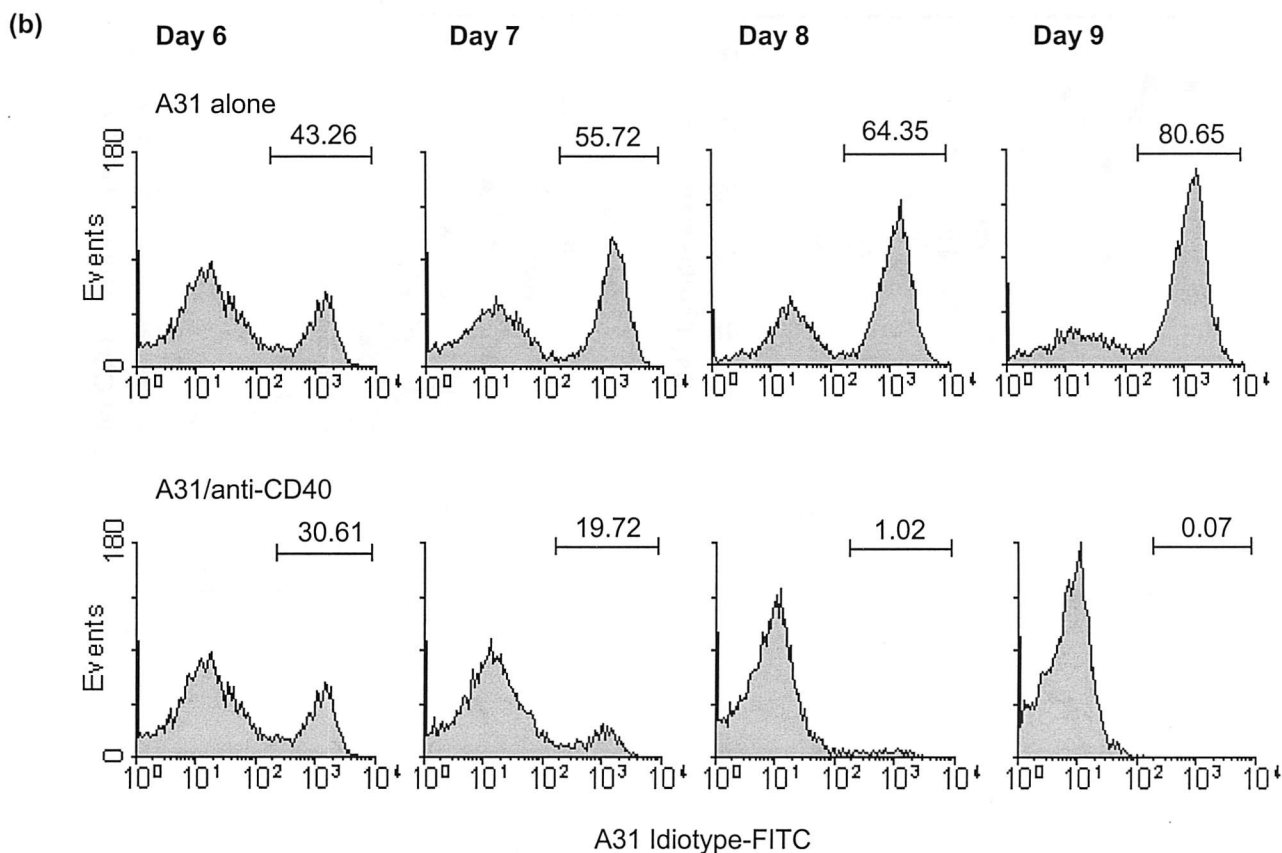 (b)
Day 6 Day 7 Day 8 Day 9
A31 alone
43.26 55.72 64.35 80.65
180
Events
0
10⁰ 10¹ 10² 10³ 10⁴ 10⁰ 10¹ 10² 10³ 10⁴ 10⁰ 10¹ 10² 10³ 10⁴ 10⁰ 10¹ 10² 10³ 10⁴
A31/anti-CD40
30.61 19.72 1.02 0.07
180
Events
0
10⁰ 10¹ 10² 10³ 10⁴ 10⁰ 10¹ 10² 10³ 10⁴ 10⁰ 10¹ 10² 10³ 10⁴ 10⁰ 10¹ 10² 10³ 10⁴
A31 Idiotype-FITC